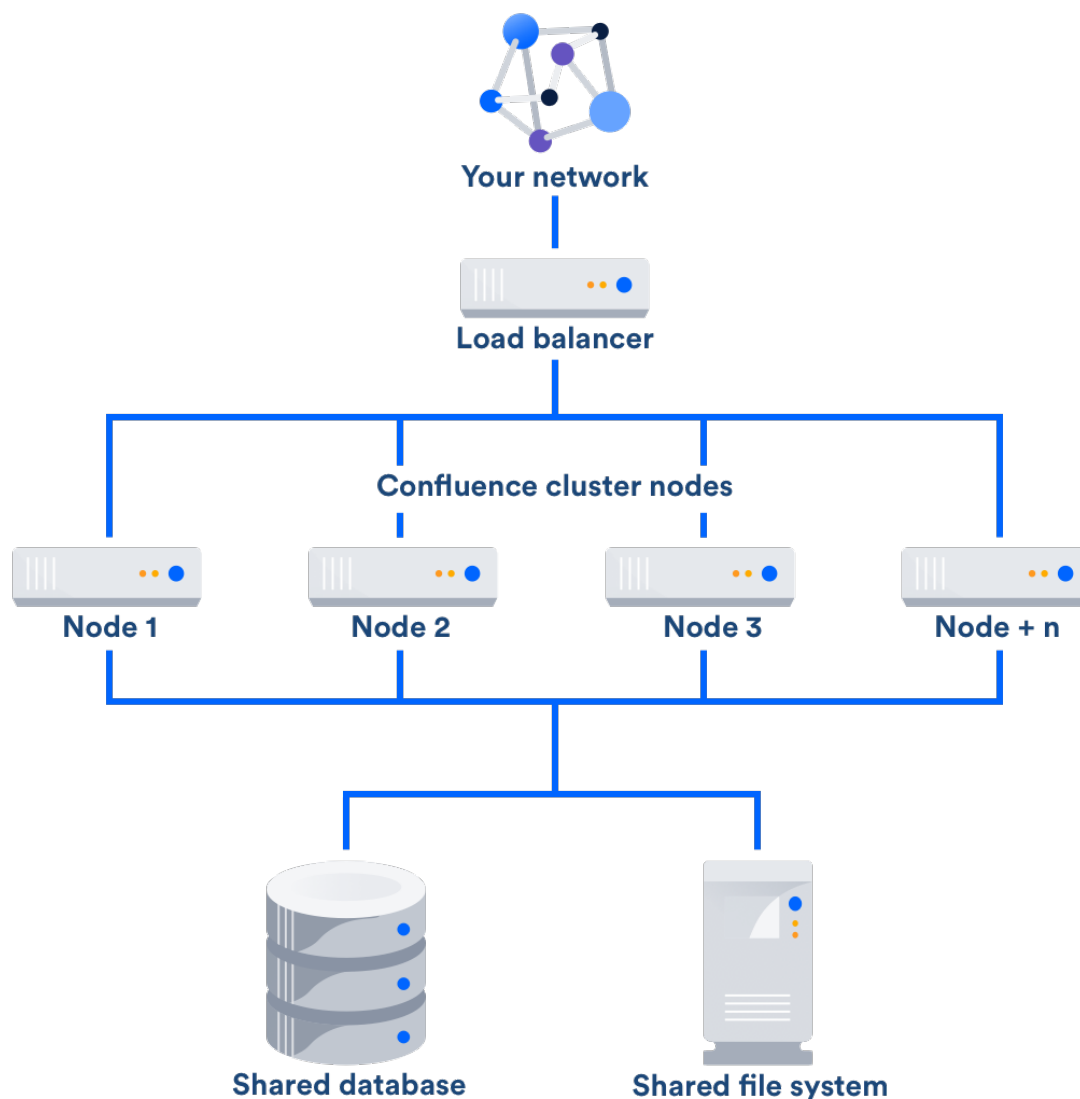 Your network
Load balancer
Confluence cluster nodes
Node 1
Node 2
Node 3
Node + n
Shared database
Shared file system